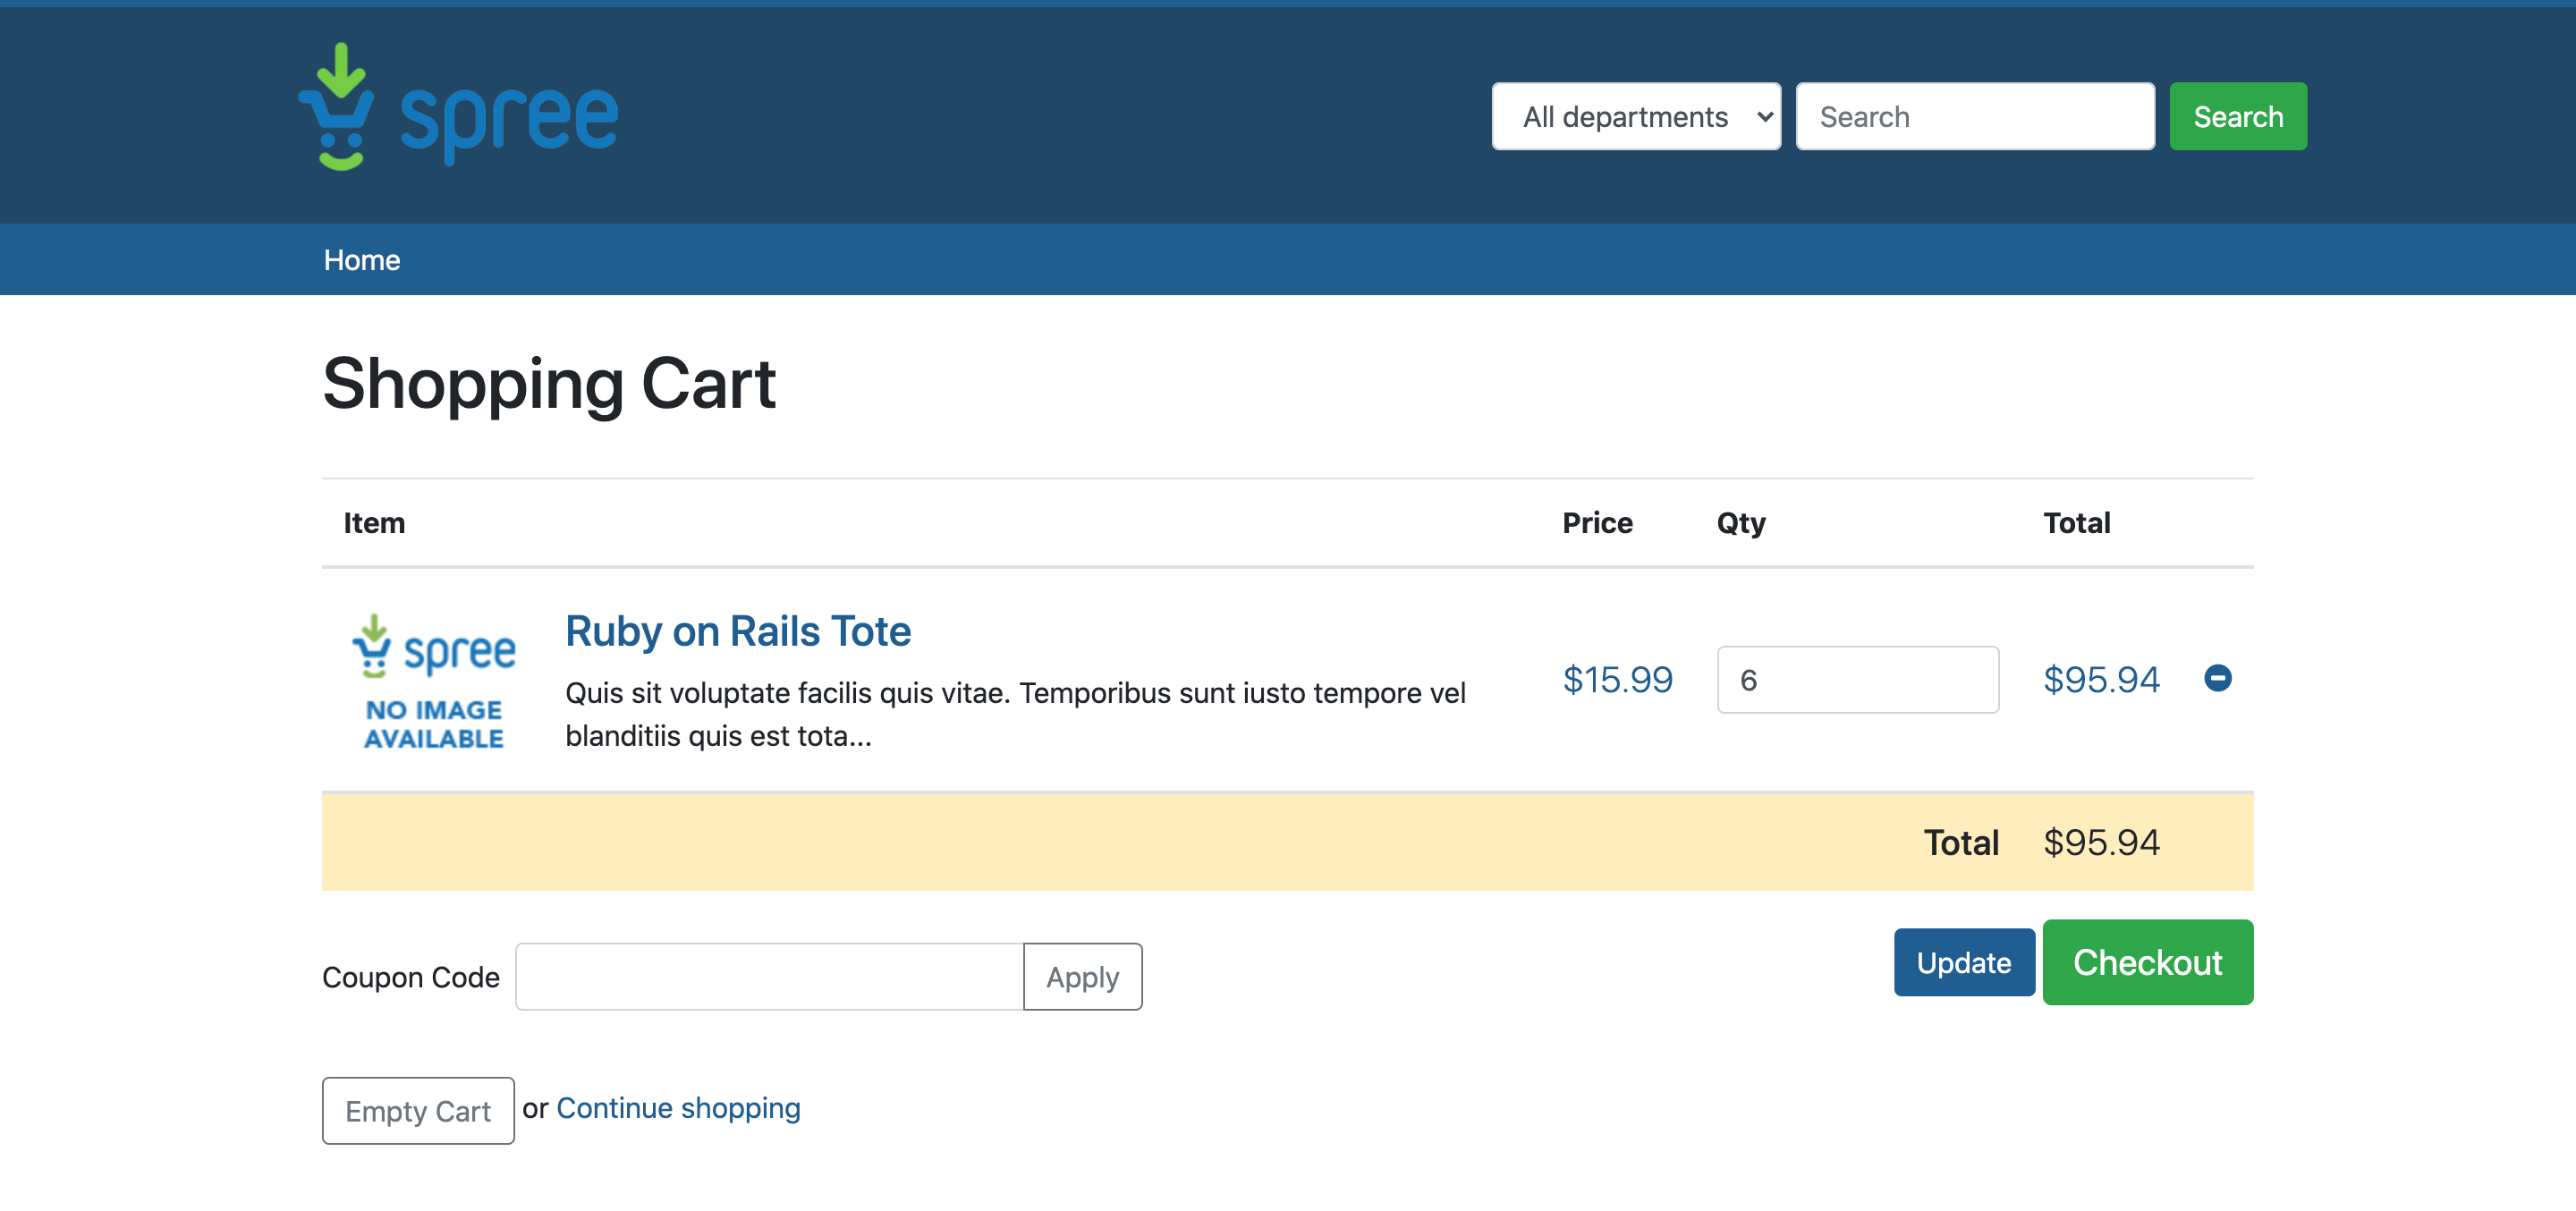 spree
All departments
Search
Search
Home
Shopping Cart
Item Price Qty Total
spree
NO IMAGE
AVAILABLE
Ruby on Rails Tote
Quis sit voluptate facilis quis vitae. Temporibus sunt iusto tempore vel
blanditiis quis est tota...
$15.99 6 $95.94
Total $95.94
Coupon Code Apply
Update Checkout
Empty Cart or Continue shopping